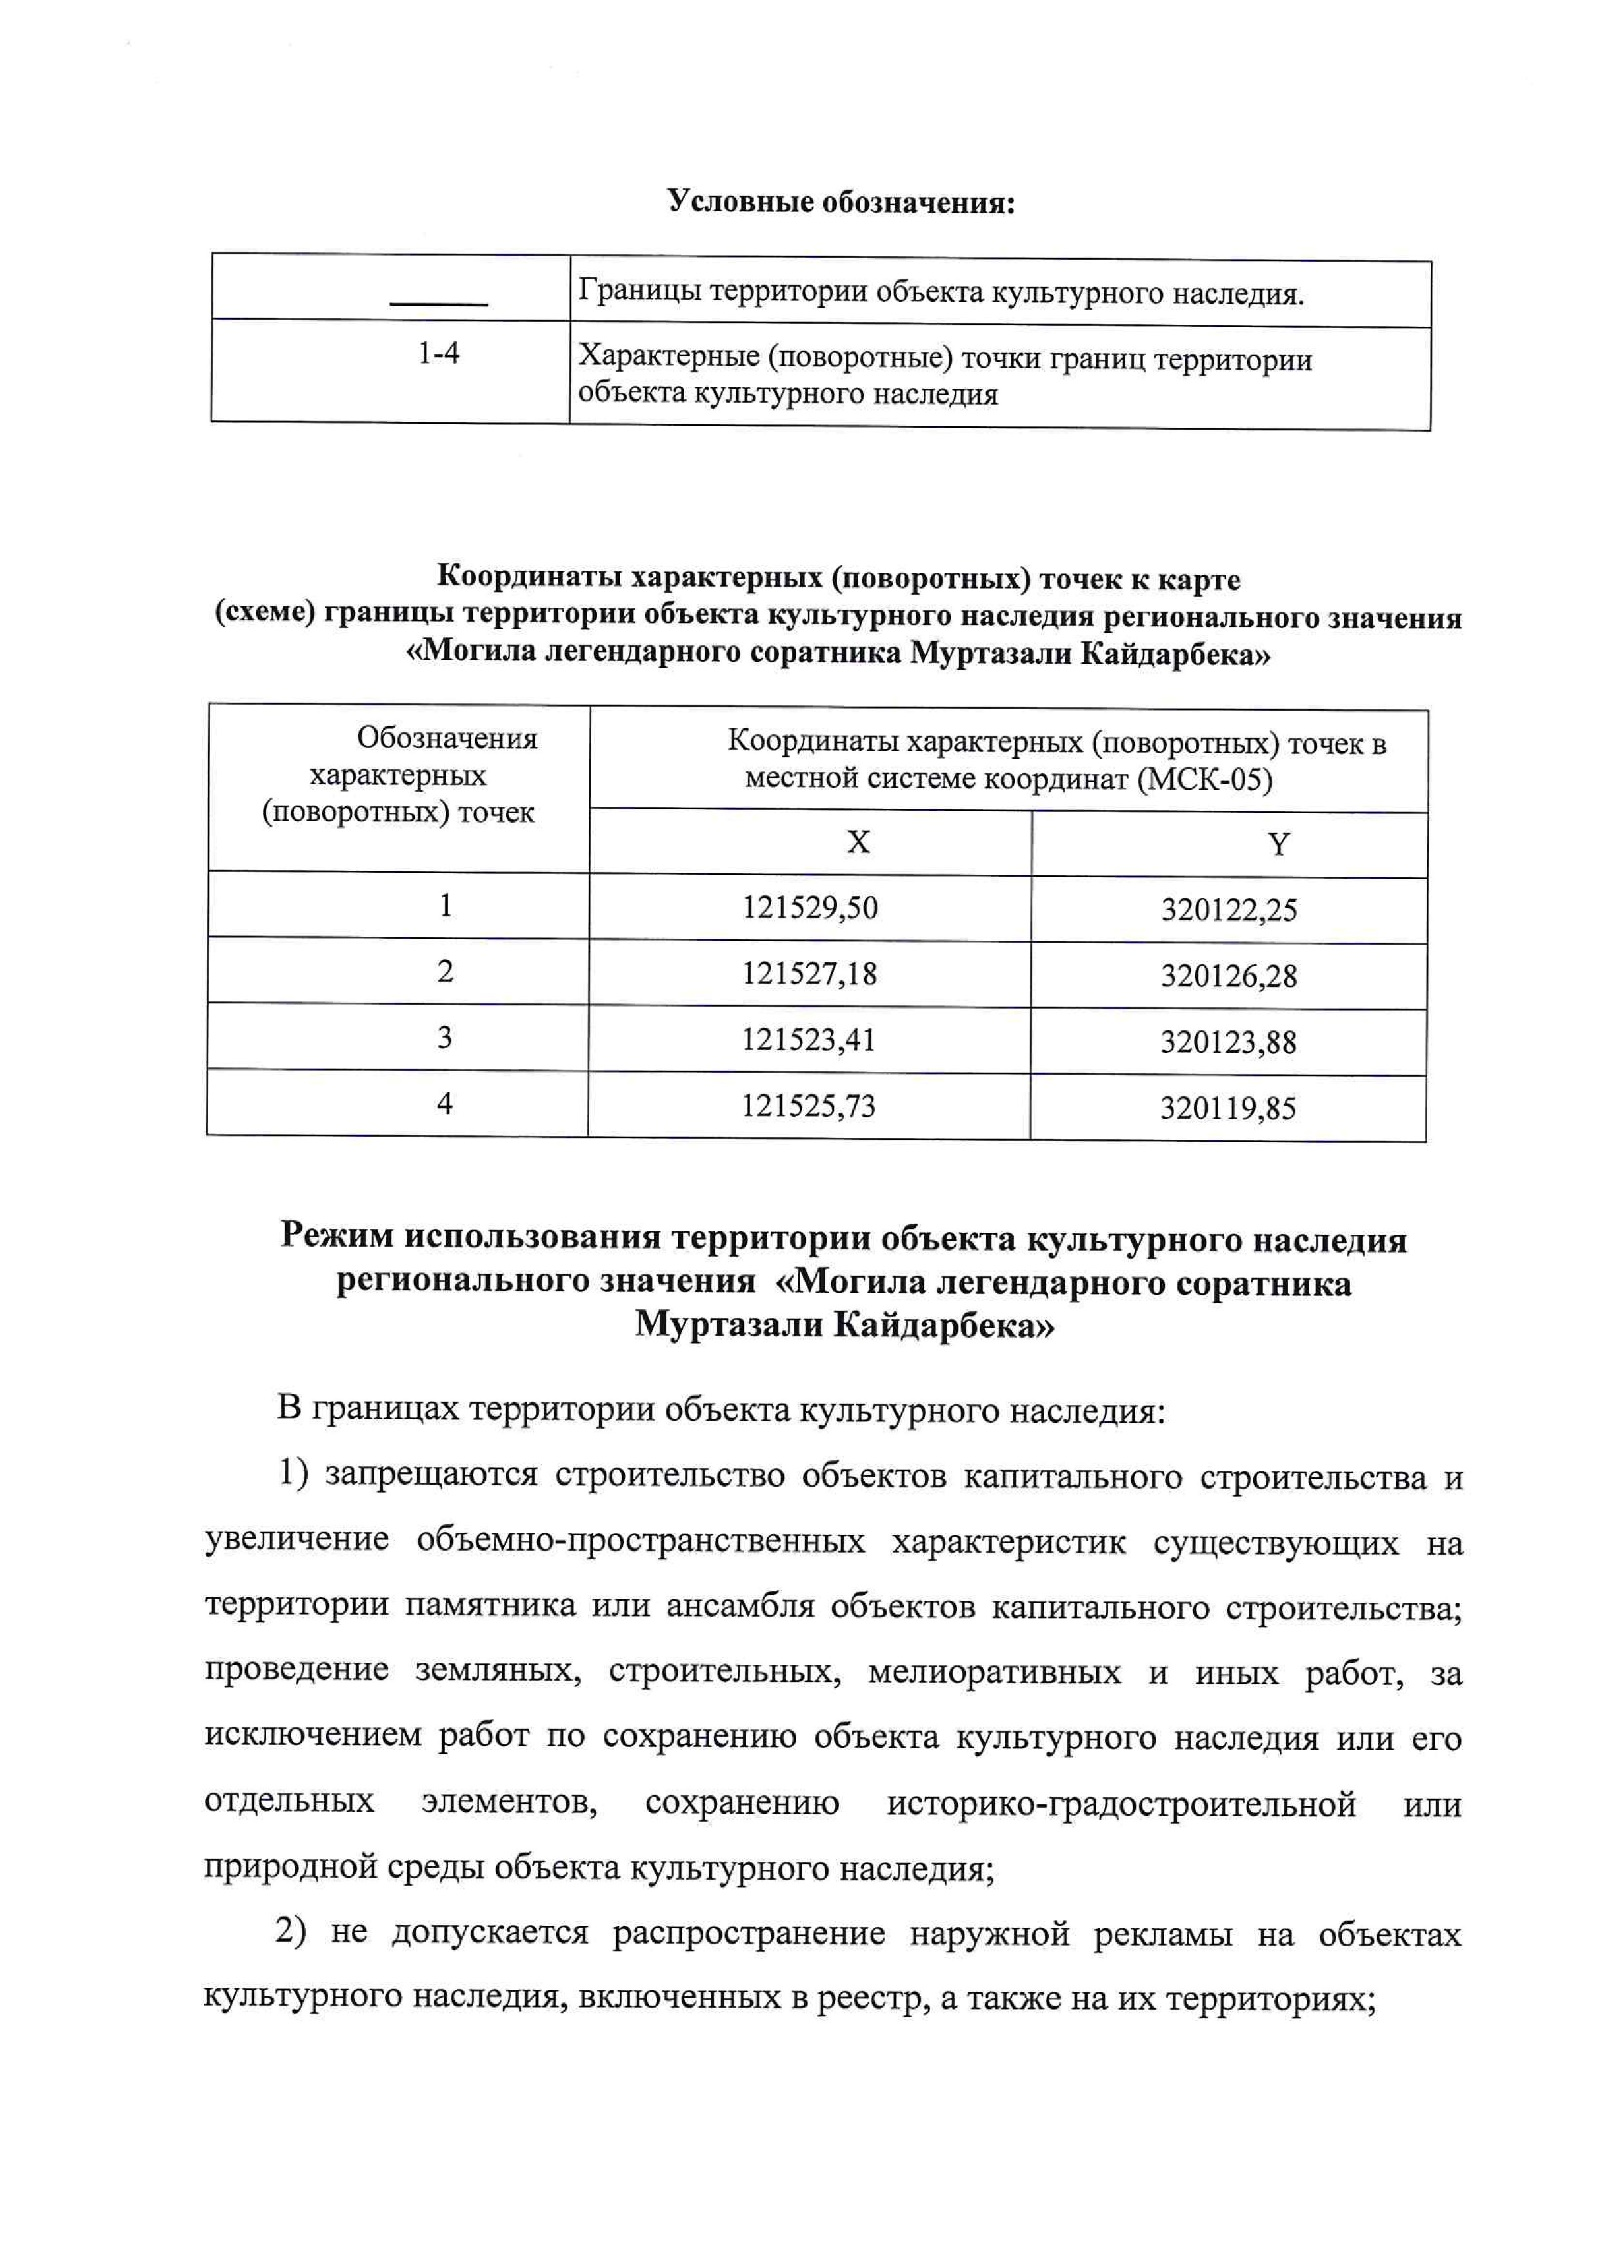 Условные обозначения:
Границы территории объекта культурного наследия.
1-4
Характерные (поворотные) точки границ территории
объекта культурного наследия
Координаты характерных (поворотных) точек к карте
(схеме) границы территории объекта культурного наследия регионального значения
«Могила легендарного соратника Муртазали Кайдарбека»
Обозначения
характерных
(поворотных) точек
Координаты характерных (поворотных) точек в
местной системе координат (МСК-05)
X Y
1 121529,50 320122,25
2 121527,18 320126,28
3 121523,41 320123,88
4 121525,73 320119,85
Режим использования территории объекта культурного наследия
регионального значения «Могила легендарного соратника
Муртазали Кайдарбека»
В границах территории объекта культурного наследия:
1) запрещаются строительство объектов капитального строительства и
увеличение объемно-пространственных характеристик существующих на
территории памятника или ансамбля объектов капитального строительства;
проведение земляных, строительных, мелиоративных и иных работ, за
исключением работ по сохранению объекта культурного наследия или его
отдельных элементов, сохранению историко-градостроительной или
природной среды объекта культурного наследия;
2) не допускается распространение наружной рекламы на объектах
культурного наследия, включенных в реестр, а также на их территориях;